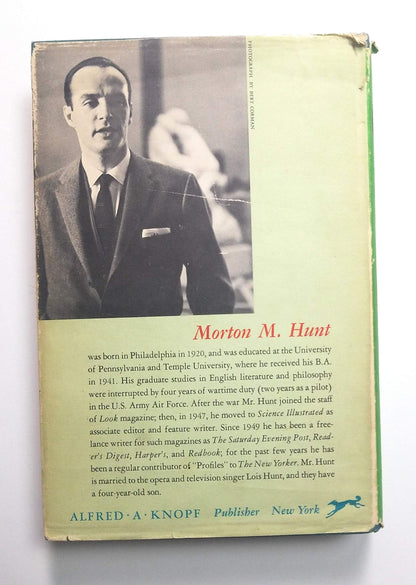 PHOTOGRAPH BY BERT CORMON
Morton M. Hunt
was born in Philadelphia in 1920, and was educated at the University
of Pennsylvania and Temple University, where he received his B.A.
in 1941. His graduate studies in English literature and philosophy
were interrupted by four years of wartime duty (two years as a pilot)
in the U.S. Army Air Force. After the war Mr. Hunt joined the staff
of Look magazine; then, in 1947, he moved to Science Illustrated as
associate editor and feature writer. Since 1949 he has been a free-
lance writer for such magazines as The Saturday Evening Post, Read-
er's Digest, Harper's, and Redbook; for the past few years he has
been a regular contributor of "Profiles" to The New Yorker. Mr. Hunt
is married to the opera and television singer Lois Hunt, and they have
a four-year-old son.
ALFRED · A · KNOPF Publisher New York